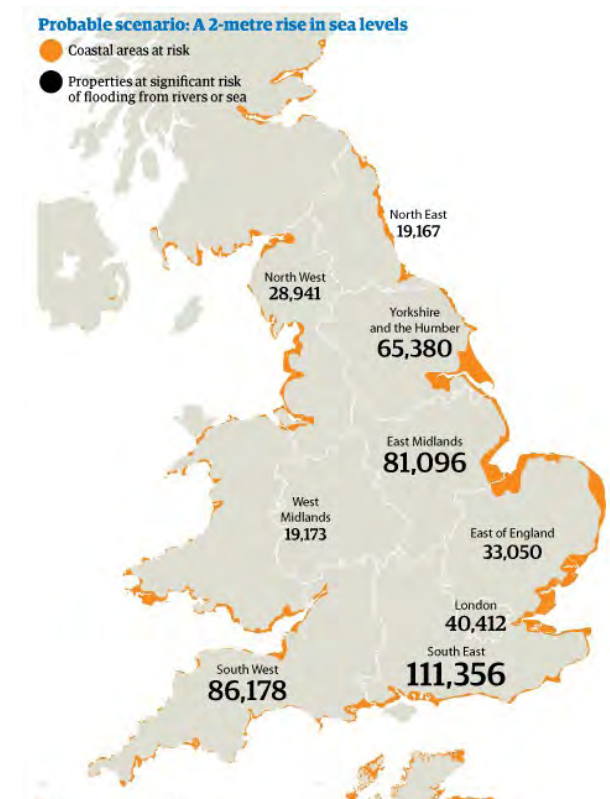 Probable scenario: A 2-metre rise in sea levels
Coastal areas at risk
Properties at significant risk
of flooding from rivers or sea
North East
19,167
North West
28,941
Yorkshire
and the Humber
65,380
East Midlands
81,096
West
Midlands
19,173
East of England
33,050
London
40,412
South East
111,356
South West
86,178